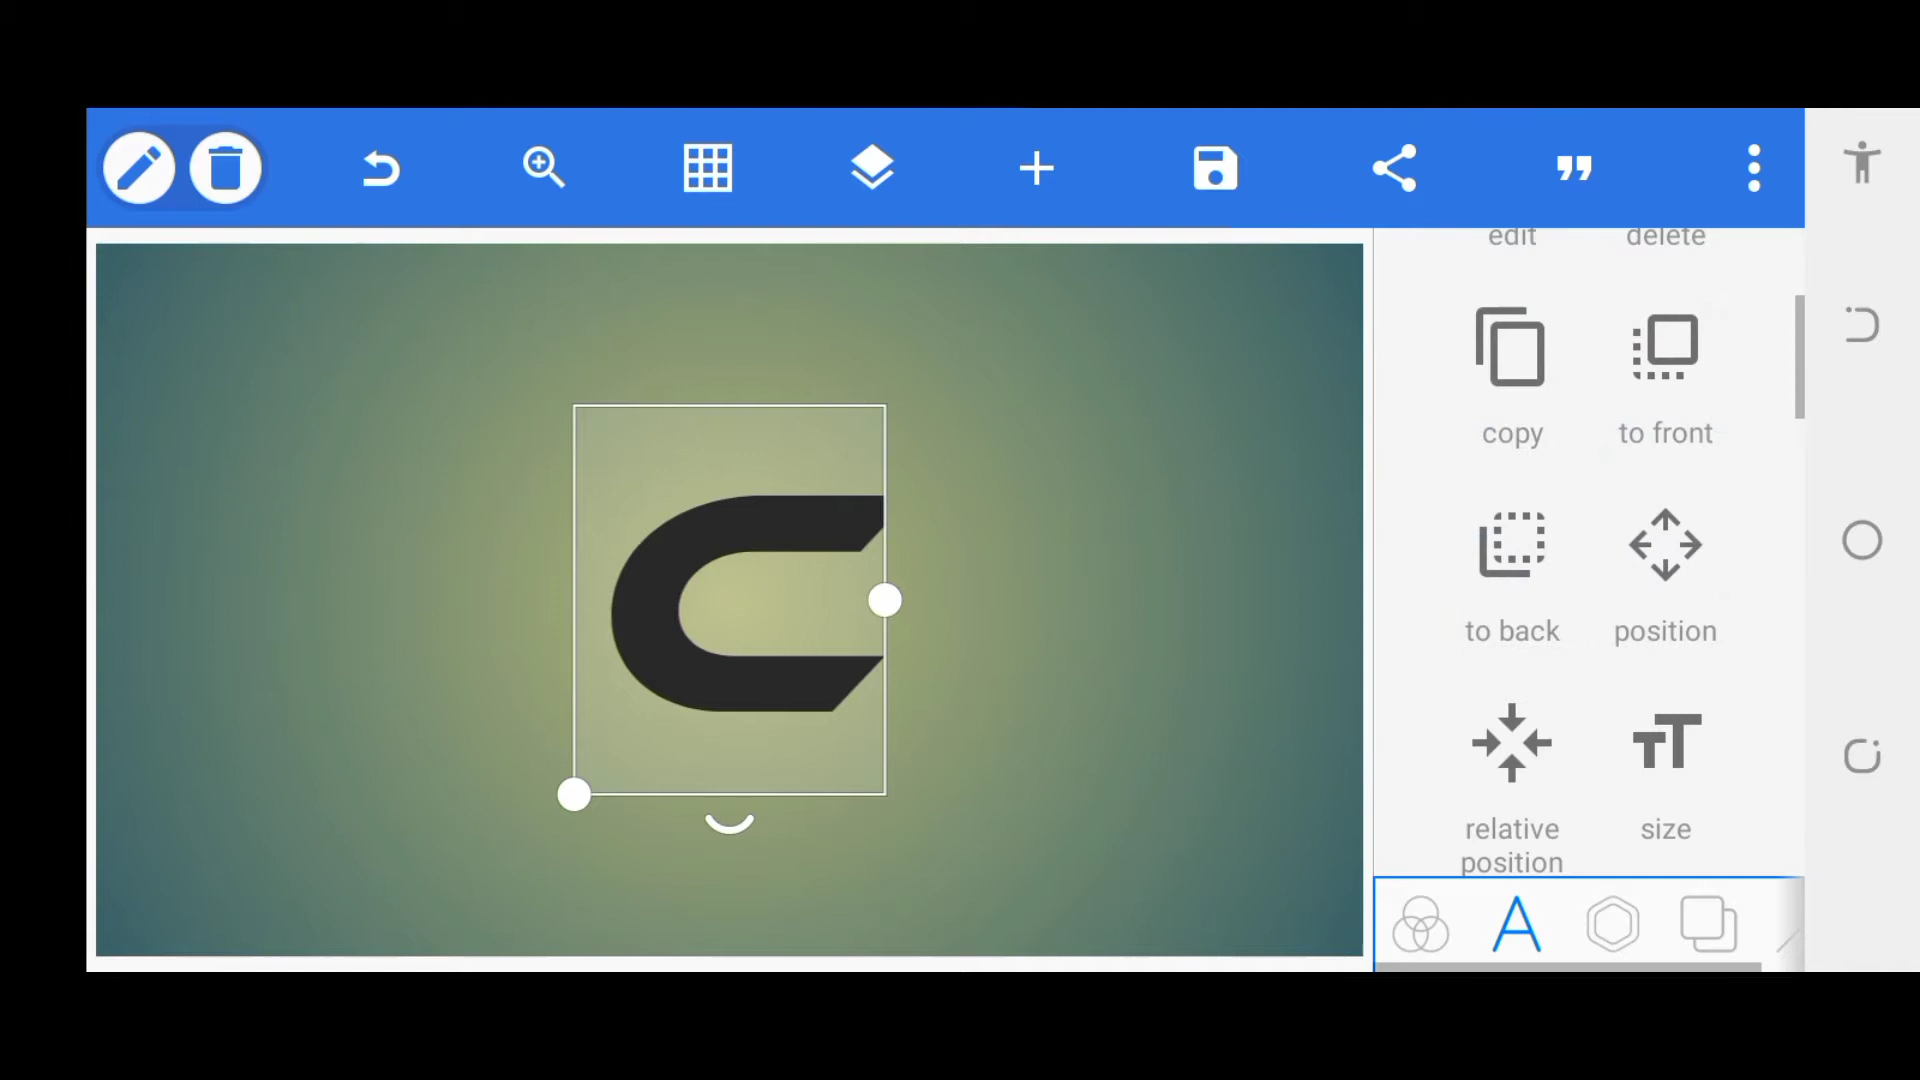 edit delete
copy to front
to back position
relative position size
C